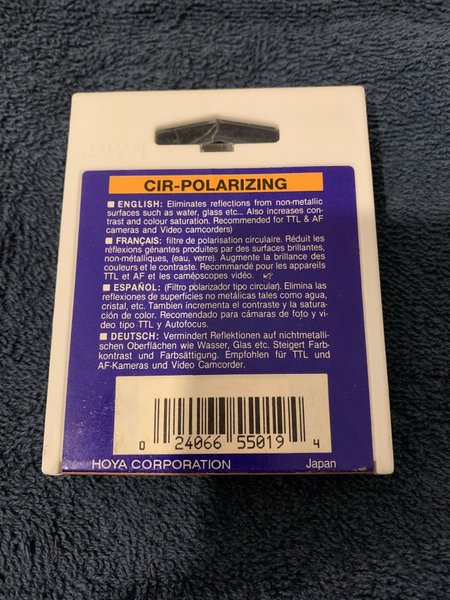 JAPAN
CIR-POLARIZING
■ ENGLISH: Eliminates reflections from non-metallic
surfaces such as water, glass etc... Also increases con-
trast and colour saturation. Recommended for TTL & AF
cameras and Video camcorders)
■ FRANÇAIS: filtre de polarisation circulaire. Réduit les
réflexions génantes produites par des surfaces brillantes,
non-métalliques, (eau, verre). Augmente la brillance des
couleurs et le contraste. Recommandé pour les appareils
TTL et AF et les caméscopes vidéo.
■ ESPAÑOL: (Filtro polarizador tipo circular). Elimina las
reflexiones de superficies no metálicas tales como agua,
cristal, etc. Tambien incrementa el contraste y la satura-
ción de color. Recomendado para cámaras de foto y vi-
deo tipo TTL y Autofocus.
■ DEUTSCH: Vermindert Reflektionen auf nichtmetalli-
schen Oberflächen wie Wasser, Glas etc. Steigert Farb-
kontrast und Farbsättigung. Empfohlen für TTL und
AF-Kameras und Video Camcorder.
0 24066 55019 4
HOYA CORPORATION Japan